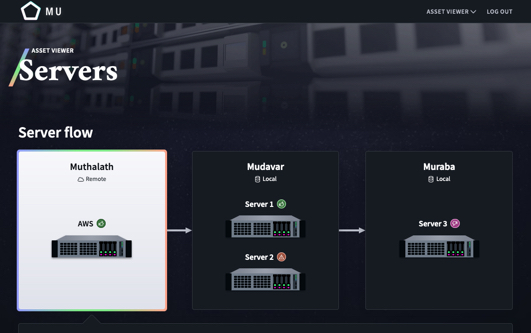 MU
ASSET VIEWER
LOG OUT
ASSET VIEWER
Servers
Server flow
Muthalath
Remote
AWS
Mudavar
Local
Server 1
Server 2
Muraba
Local
Server 3